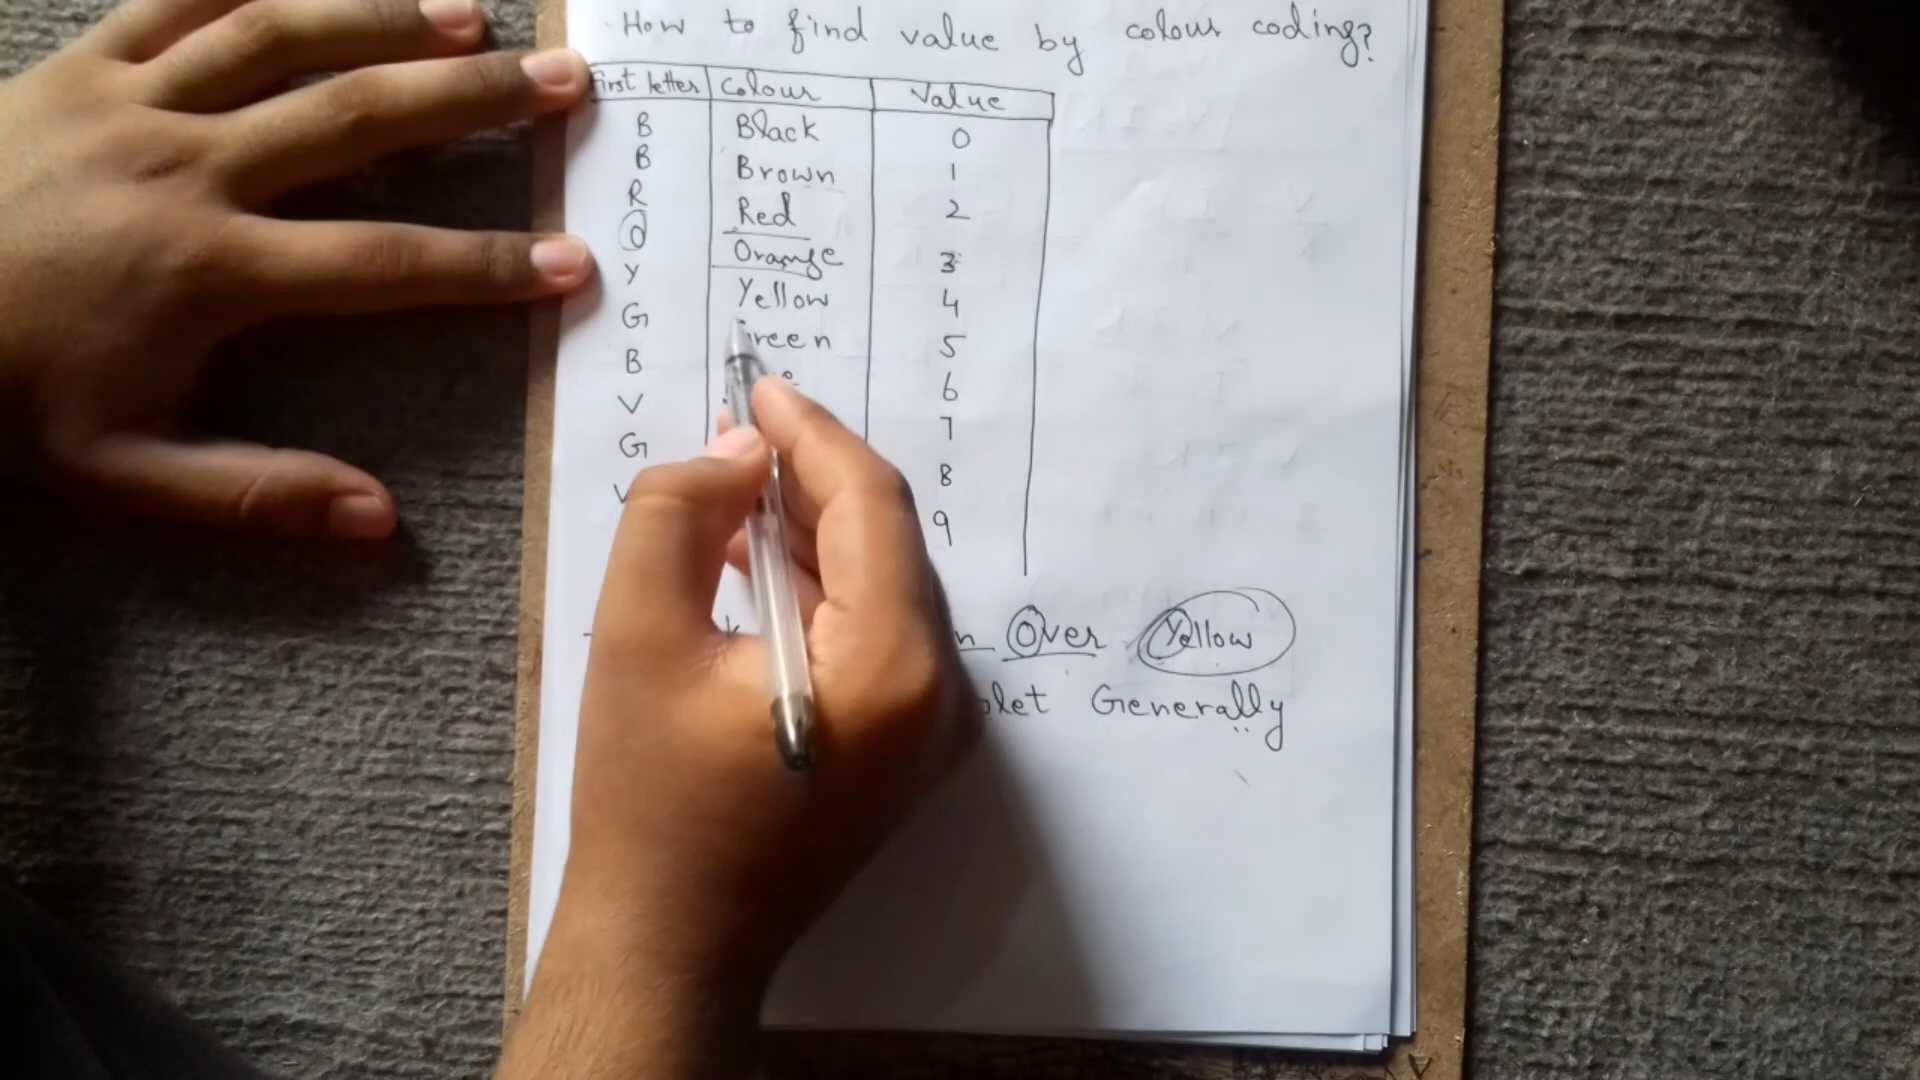 How to find value by colour coding?
First letter Colour Value
B Black 0
B Brown 1
R Red 2
O Orange 3
Y Yellow 4
G Green 5
B 6
V 7
G 8
9
Over Yellow
Generally